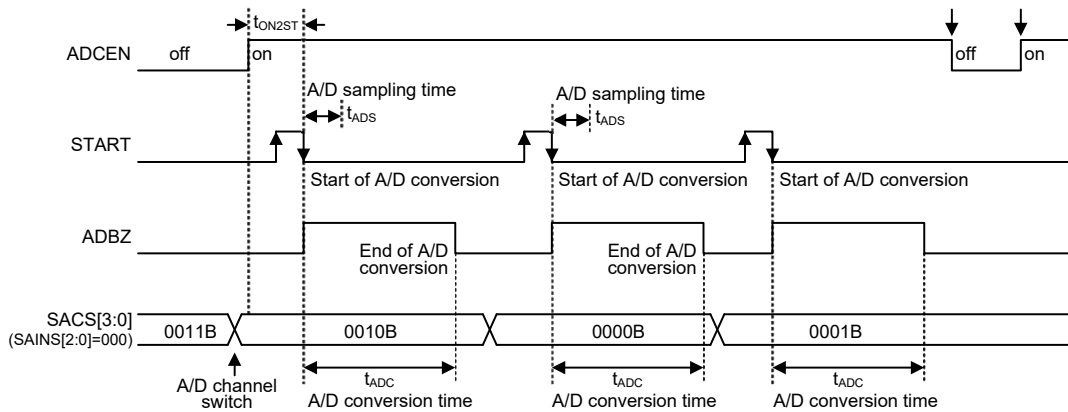 tON2ST
ADCEN
off
on
off
on
A/D sampling time
A/D sampling time
tADS
tADS
START
Start of A/D conversion
Start of A/D conversion
Start of A/D conversion
ADBZ
End of A/D
conversion
End of A/D
conversion
SACS[3:0]
(SAINS[2:0]=000)
0011B
0010B
0000B
0001B
A/D channel
switch
tADC
A/D conversion time
tADC
A/D conversion time
tADC
A/D conversion time